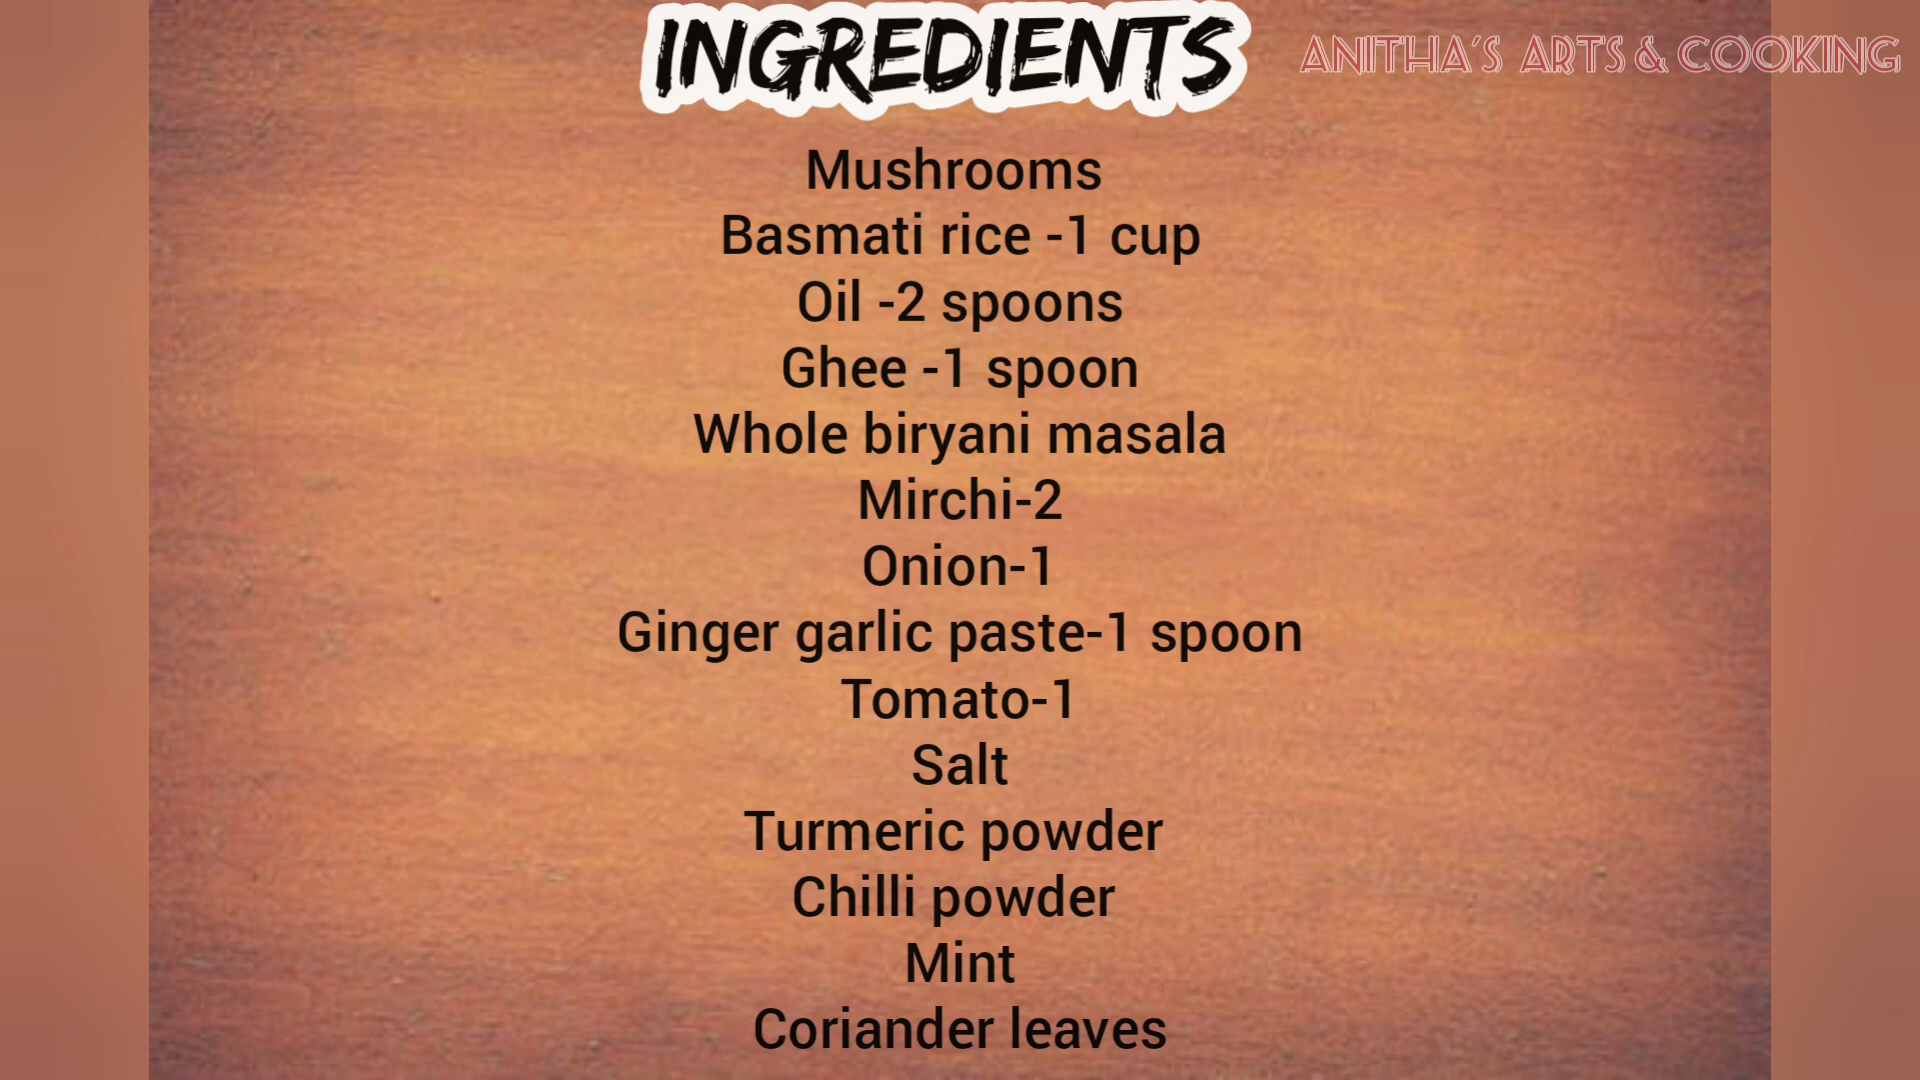 INGREDIENTS
ANITHA'S ARTS & COOKING
Mushrooms
Basmati rice -1 cup
Oil -2 spoons
Ghee -1 spoon
Whole biryani masala
Mirchi-2
Onion-1
Ginger garlic paste-1 spoon
Tomato-1
Salt
Turmeric powder
Chilli powder
Mint
Coriander leaves